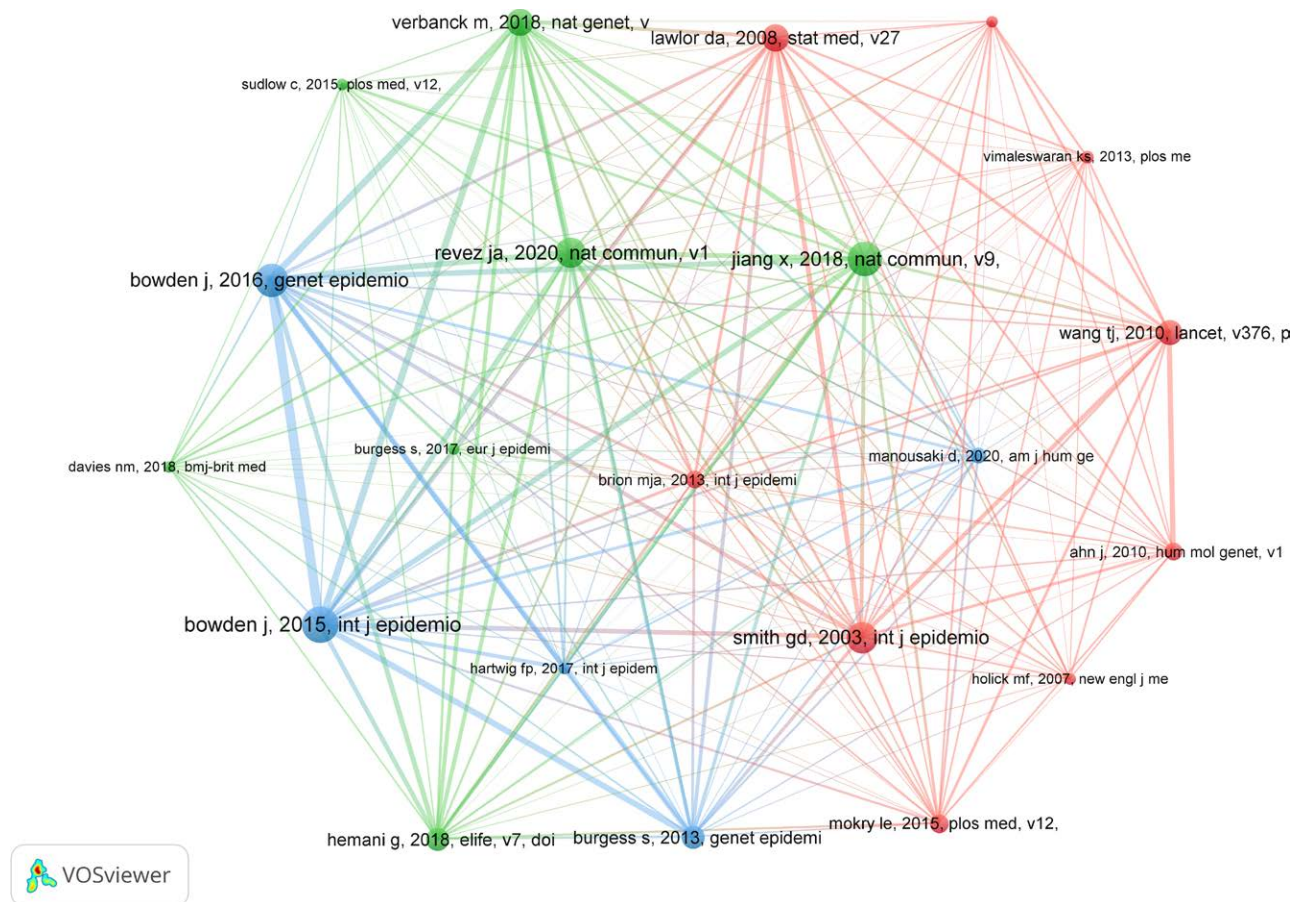 verbanck m, 2018, nat genet, v
lawlor da, 2008, stat med, v27
sudlow c, 2015, plos med, v12,
vimaleswaran ks, 2013, plos me
revez ja, 2020, nat commun, v1
jiang x, 2018, nat commun, v9,
bowden j, 2016, genet epidemio
wang tj, 2010, lancet, v376, p
burgess s, 2017, eur j epidemi
manousaki d, 2020, am j hum ge
davies nm, 2018, bmj-brit med
brion mja, 2013, int j epidemi
ahn j, 2010, hum mol genet, v1
bowden j, 2015, int j epidemio
smith gd, 2003, int j epidemio
hartwig fp, 2017, int j epidem
holick mf, 2007, new engl j me
mokry le, 2015, plos med, v12,
hemani g, 2018, elife, v7, doi
burgess s, 2013, genet epidemi
VOSviewer